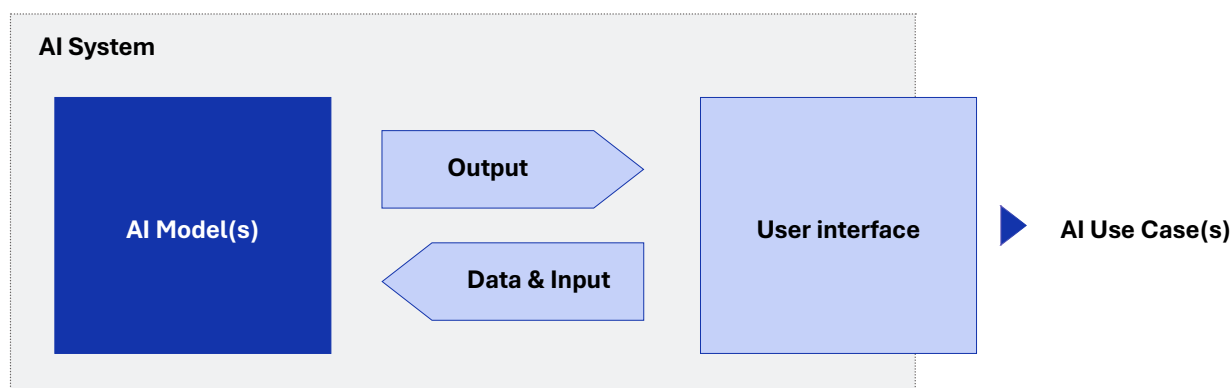 AI System
AI Model(s)
Output
Data & Input
User interface
AI Use Case(s)